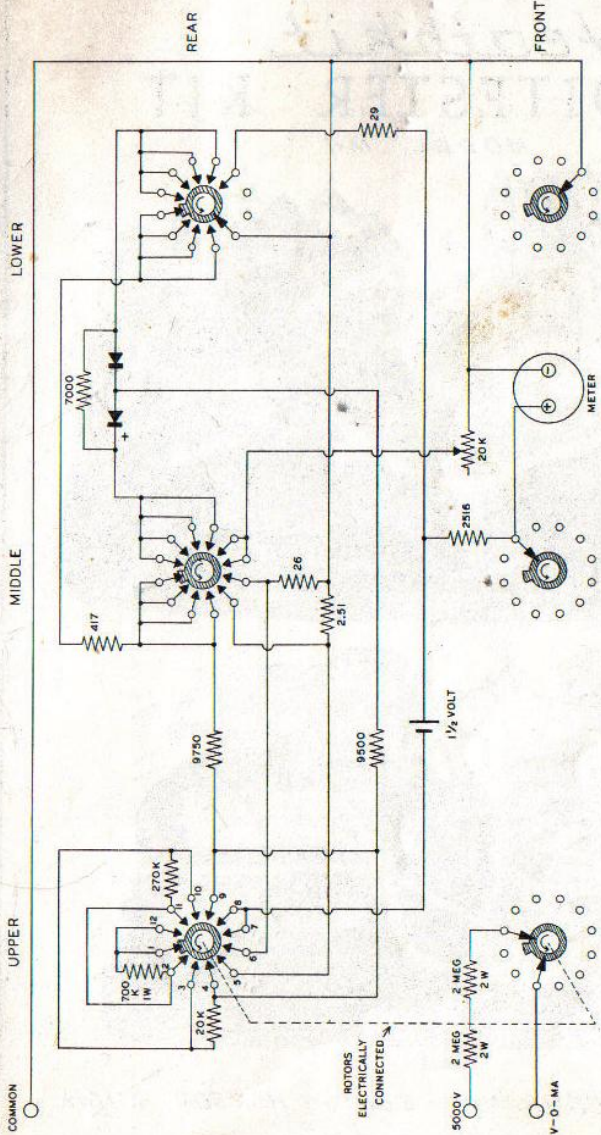 COMMON
UPPER
MIDDLE
LOWER
REAR
FRONT
7000
+
417
29
9750
26
2.51
9500
270K
700
K
1W
20K
1
2
3
4
5
6
7
8
9
10
11
12
1½ VOLT
2516
20K
+
-
METER
ROTORS
ELECTRICALLY
CONNECTED
5000V
2 MEG
2W
2 MEG
2W
V-O-MA